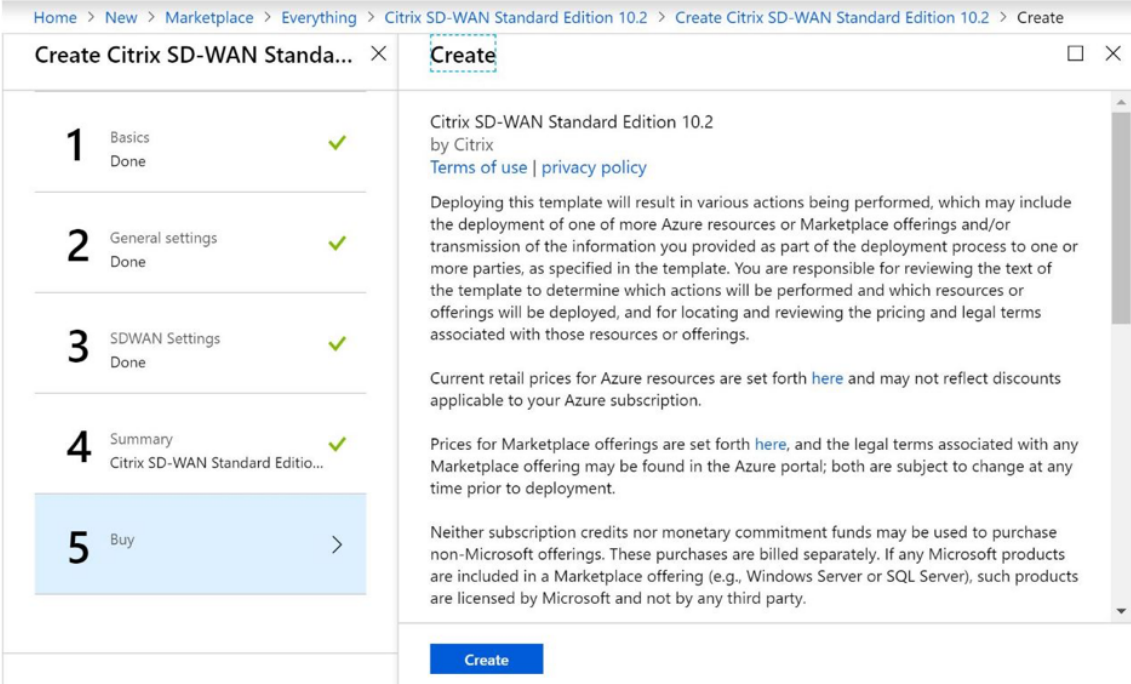 Home > New > Marketplace > Everything > Citrix SD-WAN Standard Edition 10.2 > Create Citrix SD-WAN Standard Edition 10.2 > Create
Create Citrix SD-WAN Standa...
1
Basics
Done
2
General settings
Done
3
SDWAN Settings
Done
4
Summary
Citrix SD-WAN Standard Editio...
5
Buy
Create
Citrix SD-WAN Standard Edition 10.2
by Citrix
Terms of use | privacy policy
Deploying this template will result in various actions being performed, which may include
the deployment of one of more Azure resources or Marketplace offerings and/or
transmission of the information you provided as part of the deployment process to one or
more parties, as specified in the template. You are responsible for reviewing the text of
the template to determine which actions will be performed and which resources or
offerings will be deployed, and for locating and reviewing the pricing and legal terms
associated with those resources or offerings.
Current retail prices for Azure resources are set forth here and may not reflect discounts
applicable to your Azure subscription.
Prices for Marketplace offerings are set forth here, and the legal terms associated with any
Marketplace offering may be found in the Azure portal; both are subject to change at any
time prior to deployment.
Neither subscription credits nor monetary commitment funds may be used to purchase
non-Microsoft offerings. These purchases are billed separately. If any Microsoft products
are included in a Marketplace offering (e.g., Windows Server or SQL Server), such products
are licensed by Microsoft and not by any third party.
Create